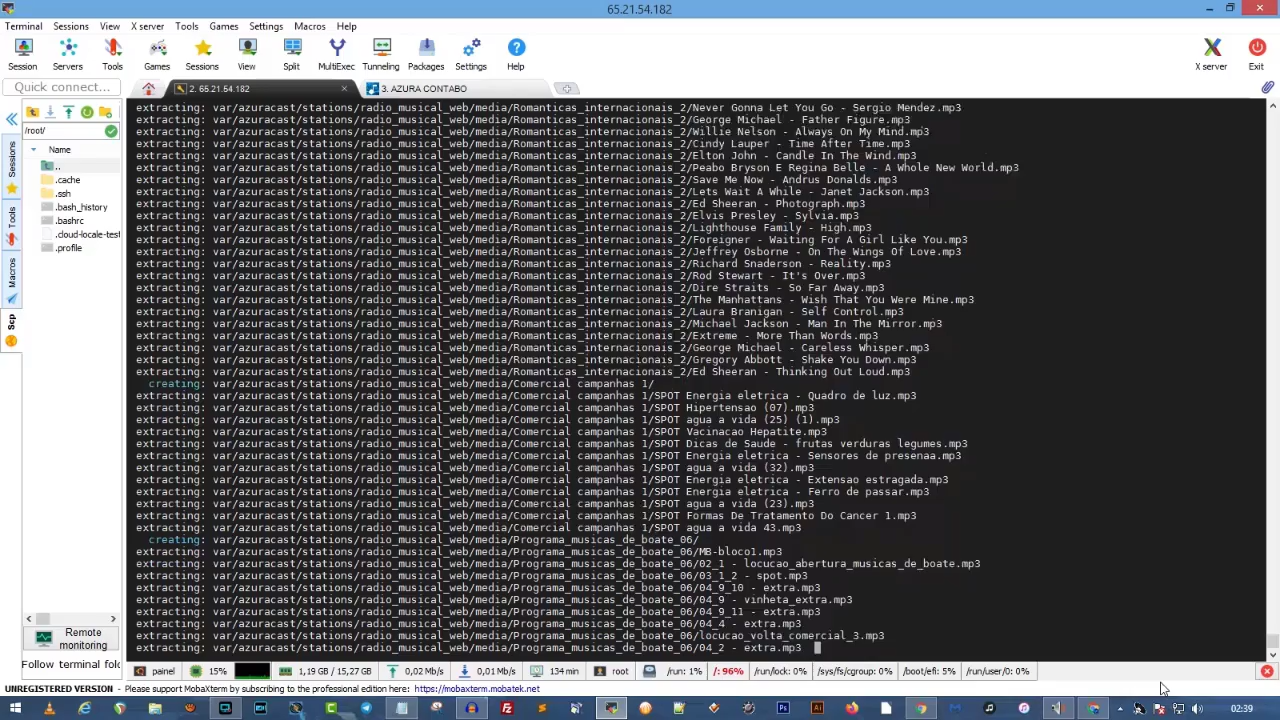 65.21.54.182
Terminal Sessions View X server Tools Games Settings Macros Help
Session Servers Tools Games Sessions View Split MultiExec Tunneling Packages Settings Help X server Exit
Quick connect... 2. 65.21.54.182 3. AZURA CONTABO
/root/
Name
..
.cache
.ssh
.bash_history
.bashrc
.cloud-locale-test
.profile
Sessions
Tools
Macros
Scp
extracting: var/azuracast/stations/radio_musical_web/media/Romanticas_internacionais_2/Never Gonna Let You Go - Sergio Mendez.mp3
extracting: var/azuracast/stations/radio_musical_web/media/Romanticas_internacionais_2/George Michael - Father Figure.mp3
extracting: var/azuracast/stations/radio_musical_web/media/Romanticas_internacionais_2/Willie Nelson - Always On My Mind.mp3
extracting: var/azuracast/stations/radio_musical_web/media/Romanticas_internacionais_2/Cindy Lauper - Time After Time.mp3
extracting: var/azuracast/stations/radio_musical_web/media/Romanticas_internacionais_2/Elton John - Candle In The Wind.mp3
extracting: var/azuracast/stations/radio_musical_web/media/Romanticas_internacionais_2/Peabo Bryson E Regina Belle - A Whole New World.mp3
extracting: var/azuracast/stations/radio_musical_web/media/Romanticas_internacionais_2/Save Me Now - Andrus Donalds.mp3
extracting: var/azuracast/stations/radio_musical_web/media/Romanticas_internacionais_2/Lets Wait A While - Janet Jackson.mp3
extracting: var/azuracast/stations/radio_musical_web/media/Romanticas_internacionais_2/Ed Sheeran - Photograph.mp3
extracting: var/azuracast/stations/radio_musical_web/media/Romanticas_internacionais_2/Elvis Presley - Sylvia.mp3
extracting: var/azuracast/stations/radio_musical_web/media/Romanticas_internacionais_2/Lighthouse Family - High.mp3
extracting: var/azuracast/stations/radio_musical_web/media/Romanticas_internacionais_2/Foreigner - Waiting For A Girl Like You.mp3
extracting: var/azuracast/stations/radio_musical_web/media/Romanticas_internacionais_2/Jeffrey Osborne - On The Wings Of Love.mp3
extracting: var/azuracast/stations/radio_musical_web/media/Romanticas_internacionais_2/Richard Snaderson - Reality.mp3
extracting: var/azuracast/stations/radio_musical_web/media/Romanticas_internacionais_2/Rod Stewart - It's Over.mp3
extracting: var/azuracast/stations/radio_musical_web/media/Romanticas_internacionais_2/Dire Straits - So Far Away.mp3
extracting: var/azuracast/stations/radio_musical_web/media/Romanticas_internacionais_2/The Manhattans - Wish That You Were Mine.mp3
extracting: var/azuracast/stations/radio_musical_web/media/Romanticas_internacionais_2/Laura Branigan - Self Control.mp3
extracting: var/azuracast/stations/radio_musical_web/media/Romanticas_internacionais_2/Michael Jackson - Man In The Mirror.mp3
extracting: var/azuracast/stations/radio_musical_web/media/Romanticas_internacionais_2/Extreme - More Than Words.mp3
extracting: var/azuracast/stations/radio_musical_web/media/Romanticas_internacionais_2/George Michael - Careless Whisper.mp3
extracting: var/azuracast/stations/radio_musical_web/media/Romanticas_internacionais_2/Gregory Abbott - Shake You Down.mp3
extracting: var/azuracast/stations/radio_musical_web/media/Romanticas_internacionais_2/Ed Sheeran - Thinking Out Loud.mp3
creating: var/azuracast/stations/radio_musical_web/media/Comercial campanhas 1/
extracting: var/azuracast/stations/radio_musical_web/media/Comercial campanhas 1/SPOT Energia eletrica - Quadro de luz.mp3
extracting: var/azuracast/stations/radio_musical_web/media/Comercial campanhas 1/SPOT Hipertensao (07).mp3
extracting: var/azuracast/stations/radio_musical_web/media/Comercial campanhas 1/SPOT agua a vida (25) (1).mp3
extracting: var/azuracast/stations/radio_musical_web/media/Comercial campanhas 1/SPOT Vacinacao Hepatite.mp3
extracting: var/azuracast/stations/radio_musical_web/media/Comercial campanhas 1/SPOT Dicas de Saude - frutas verduras legumes.mp3
extracting: var/azuracast/stations/radio_musical_web/media/Comercial campanhas 1/SPOT Energia eletrica - Sensores de presenaa.mp3
extracting: var/azuracast/stations/radio_musical_web/media/Comercial campanhas 1/SPOT agua a vida (32).mp3
extracting: var/azuracast/stations/radio_musical_web/media/Comercial campanhas 1/SPOT Energia eletrica - Extensao estragada.mp3
extracting: var/azuracast/stations/radio_musical_web/media/Comercial campanhas 1/SPOT Energia eletrica - Ferro de passar.mp3
extracting: var/azuracast/stations/radio_musical_web/media/Comercial campanhas 1/SPOT agua a vida (23).mp3
extracting: var/azuracast/stations/radio_musical_web/media/Comercial campanhas 1/SPOT Formas De Tratamento Do Cancer 1.mp3
extracting: var/azuracast/stations/radio_musical_web/media/Comercial campanhas 1/SPOT agua a vida 43.mp3
creating: var/azuracast/stations/radio_musical_web/media/Programa_musicas_de_boate_06/
extracting: var/azuracast/stations/radio_musical_web/media/Programa_musicas_de_boate_06/MB-bloco1.mp3
extracting: var/azuracast/stations/radio_musical_web/media/Programa_musicas_de_boate_06/02_1 - locucao_abertura_musicas_de_boate.mp3
extracting: var/azuracast/stations/radio_musical_web/media/Programa_musicas_de_boate_06/03_1_2 - spot.mp3
extracting: var/azuracast/stations/radio_musical_web/media/Programa_musicas_de_boate_06/04_9_10 - extra.mp3
extracting: var/azuracast/stations/radio_musical_web/media/Programa_musicas_de_boate_06/04_9 - vinheta_extra.mp3
extracting: var/azuracast/stations/radio_musical_web/media/Programa_musicas_de_boate_06/04_9_11 - extra.mp3
extracting: var/azuracast/stations/radio_musical_web/media/Programa_musicas_de_boate_06/04_4 - extra.mp3
extracting: var/azuracast/stations/radio_musical_web/media/Programa_musicas_de_boate_06/locucao_volta_comercial_3.mp3
extracting: var/azuracast/stations/radio_musical_web/media/Programa_musicas_de_boate_06/04_2 - extra.mp3
Remote monitoring
Follow terminal fold
painel 15% 1,19 GB / 15,27 GB 0,02 Mb/s 0,01 Mb/s 134 min root /run: 1% /: 96% /run/lock: 0% /sys/fs/cgroup: 0% /boot/efi: 5% /run/user/0: 0%
UNREGISTERED VERSION - Please support MobaXterm by subscribing to the professional edition here: https://mobaxterm.mobatek.net
02:39